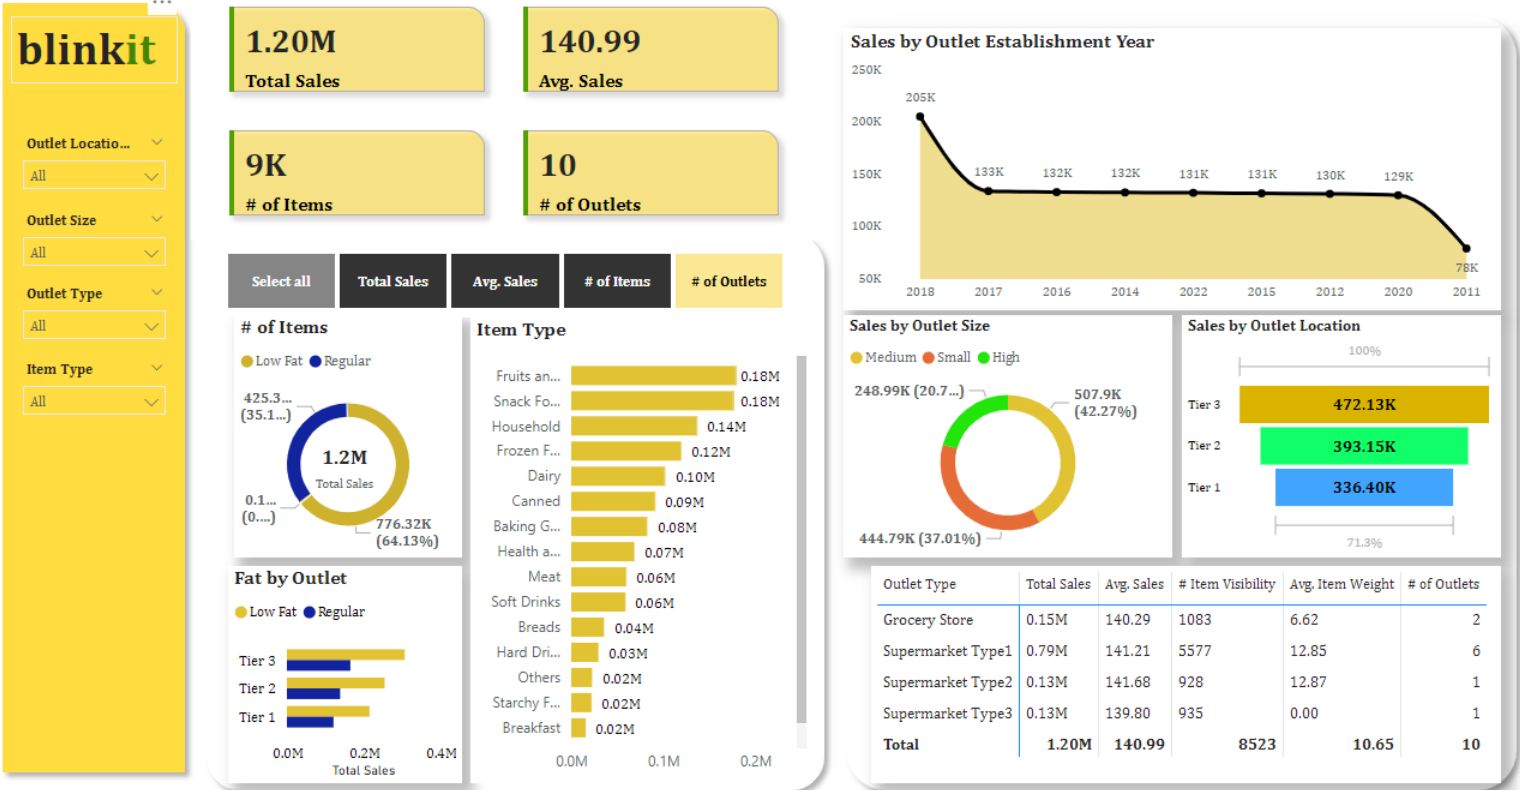 blinkit
Outlet Locatio...
All
Outlet Size
All
Outlet Type
All
Item Type
All
1.20M
Total Sales
140.99
Avg. Sales
9K
# of Items
10
# of Outlets
Select all Total Sales Avg. Sales # of Items # of Outlets
# of Items
Low Fat Regular
425.3...
(35.1...)
1.2M
Total Sales
0.1...
(0....)
776.32K
(64.13%)
Fat by Outlet
Low Fat Regular
Tier 3
Tier 2
Tier 1
0.0M 0.2M 0.4M
Total Sales
Item Type
Fruits an... 0.18M
Snack Fo... 0.18M
Household 0.14M
Frozen F... 0.12M
Dairy 0.10M
Canned 0.09M
Baking G... 0.08M
Health a... 0.07M
Meat 0.06M
Soft Drinks 0.06M
Breads 0.04M
Hard Dri... 0.03M
Others 0.02M
Starchy F... 0.02M
Breakfast 0.02M
0.0M 0.1M 0.2M
Sales by Outlet Establishment Year
250K
200K
150K
100K
50K
205K 133K 132K 132K 131K 131K 130K 129K 78K
2018 2017 2016 2014 2022 2015 2012 2020 2011
Sales by Outlet Size
Medium Small High
248.99K (20.7...)
507.9K
(42.27%)
444.79K (37.01%)
Sales by Outlet Location
100%
Tier 3 472.13K
Tier 2 393.15K
Tier 1 336.40K
71.3%
Outlet Type Total Sales Avg. Sales # Item Visibility Avg. Item Weight # of Outlets
Grocery Store 0.15M 140.29 1083 6.62 2
Supermarket Type1 0.79M 141.21 5577 12.85 6
Supermarket Type2 0.13M 141.68 928 12.87 1
Supermarket Type3 0.13M 139.80 935 0.00 1
Total 1.20M 140.99 8523 10.65 10